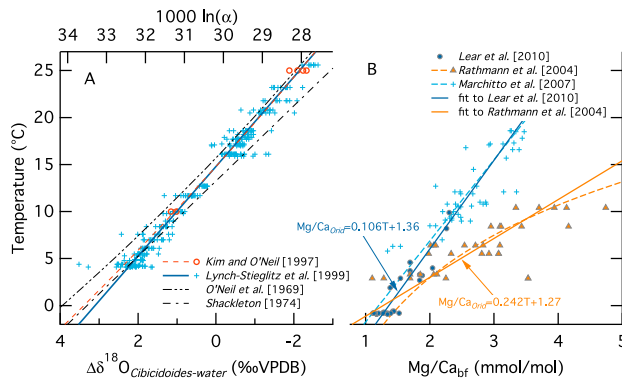 1000 ln(α)
34 33 32 31 30 29 28
A
Temperature (°C)
25
20
15
10
5
0
Kim and O'Neil [1997]
Lynch-Stieglitz et al. [1999]
O'Neil et al. [1969]
Shackleton [1974]
4 2 0 -2
Δδ18OCibicidoides-water (‰VPDB)
B
Lear et al. [2010]
Rathmann et al. [2004]
Marchitto et al. [2007]
fit to Lear et al. [2010]
fit to Rathmann et al. [2004]
Mg/CaOrid=0.106T+1.36
Mg/CaOrid=0.242T+1.27
1 2 3 4 5
Mg/Cabf (mmol/mol)